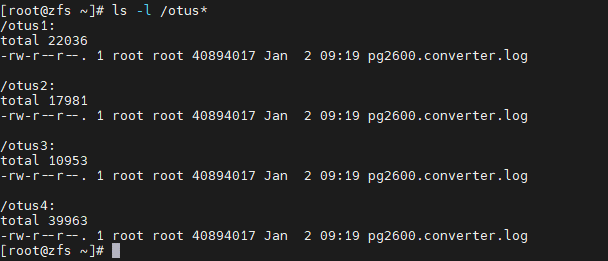 [root@zfs ~]# ls -l /otus*
/otus1:
total 22036
-rw-r--r--. 1 root root 40894017 Jan  2 09:19 pg2600.converter.log

/otus2:
total 17981
-rw-r--r--. 1 root root 40894017 Jan  2 09:19 pg2600.converter.log

/otus3:
total 10953
-rw-r--r--. 1 root root 40894017 Jan  2 09:19 pg2600.converter.log

/otus4:
total 39963
-rw-r--r--. 1 root root 40894017 Jan  2 09:19 pg2600.converter.log
[root@zfs ~]#